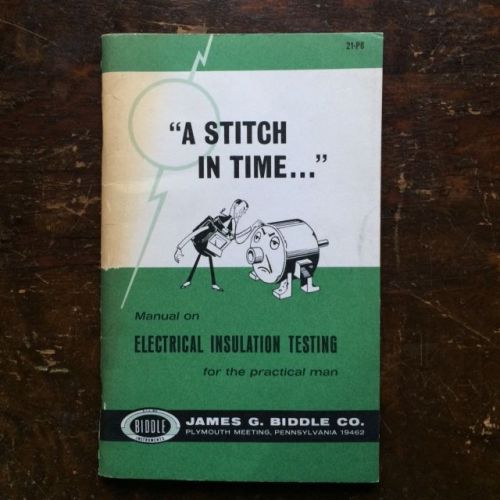 21-P8
"A STITCH
IN TIME..."
Manual on
ELECTRICAL INSULATION TESTING
for the practical man
BIDDLE
INSTRUMENTS
JAMES G. BIDDLE CO.
PLYMOUTH MEETING, PENNSYLVANIA 19462